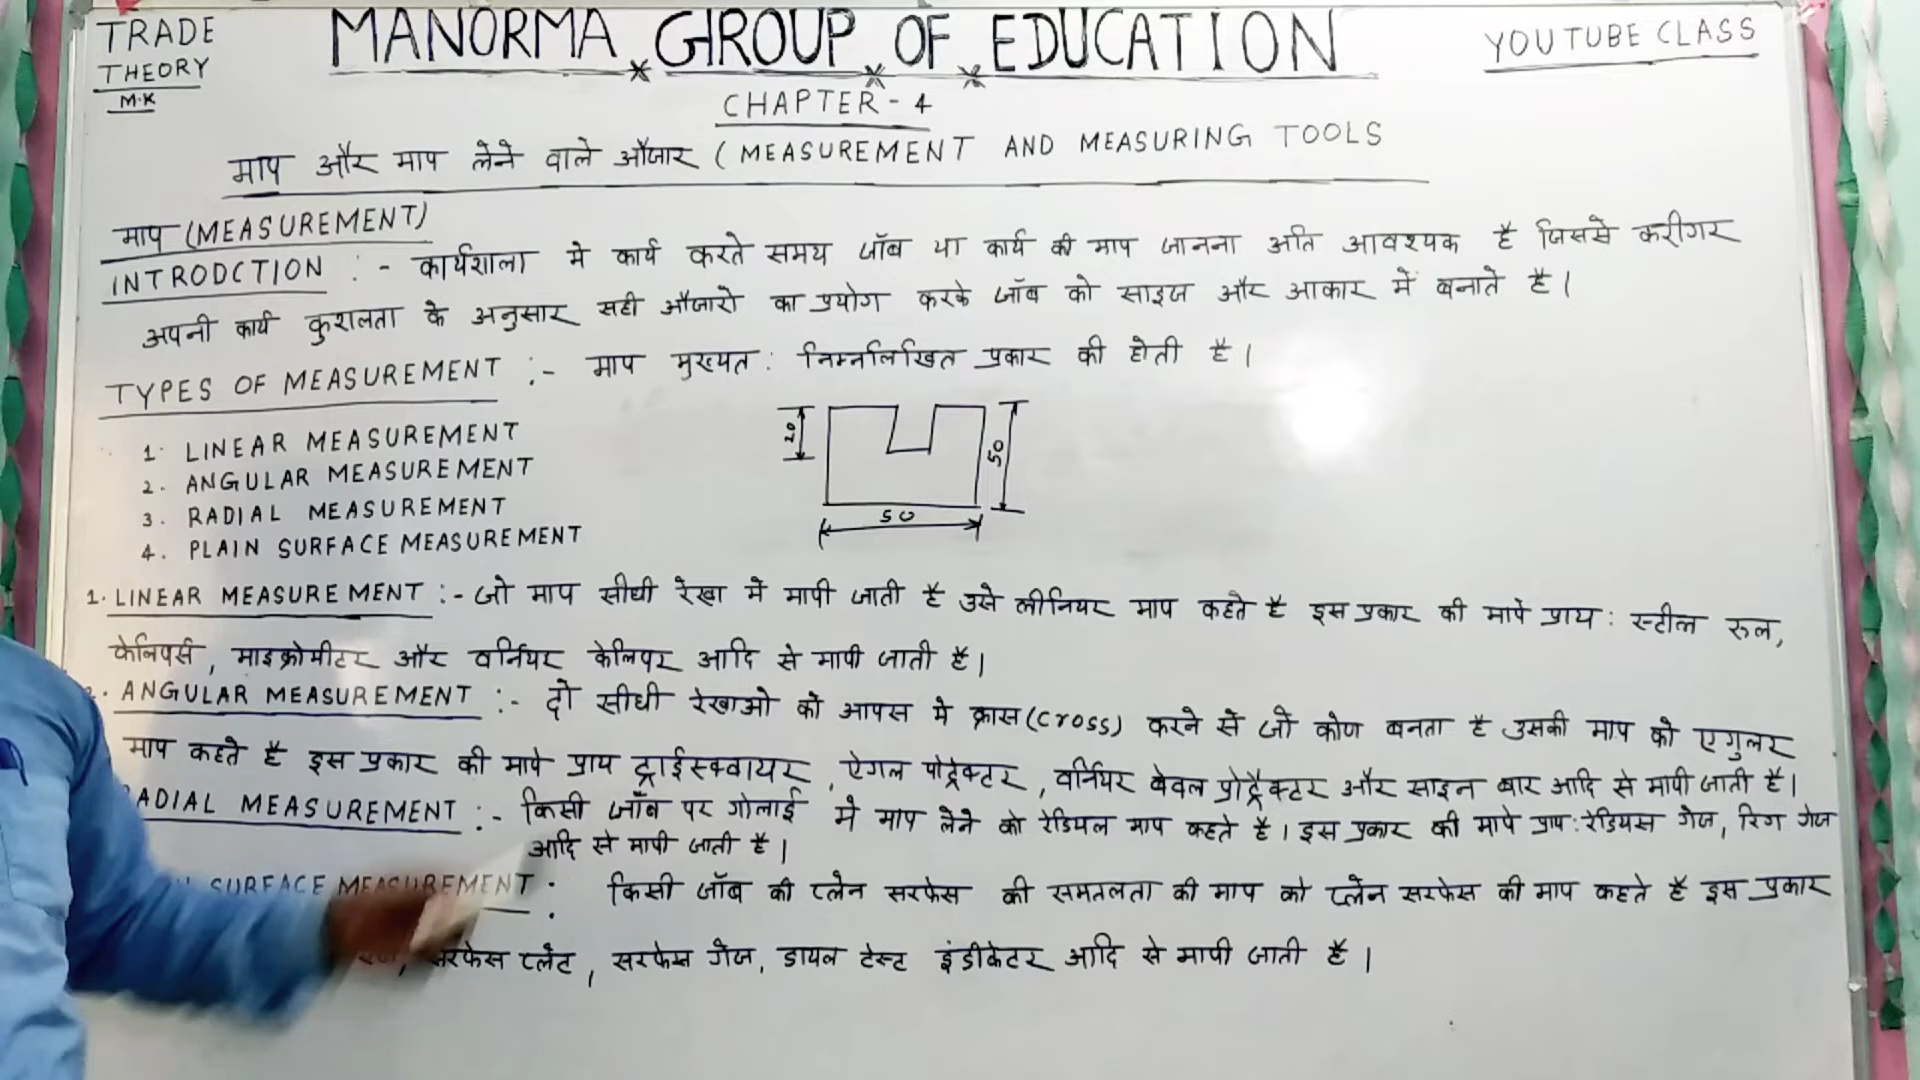 TRADE
THEORY
M.K
MANORMA GROUP OF EDUCATION
YOUTUBE CLASS
CHAPTER - 4
माप और माप लेने वाले औजार (MEASUREMENT AND MEASURING TOOLS
माप (MEASUREMENT)
INTRODCTION :- कार्यशाला मे कार्य करते समय जॉब या कार्य की माप जानना अति आवश्यक है जिससे करीगर
अपनी कार्य कुशलता के अनुसार सही औजारो का प्रयोग करके जॉब को साइज और आकार में बनाते है।
TYPES OF MEASUREMENT :- माप मुख्यत: निम्नलिखित प्रकार की होती है।
1. LINEAR MEASUREMENT
2. ANGULAR MEASUREMENT
3. RADIAL MEASUREMENT
4. PLAIN SURFACE MEASUREMENT
20
50
50
1. LINEAR MEASUREMENT :- जो माप सीधी रेखा मे मापी जाती है उसे लीनियर माप कहते है इस प्रकार की मापे प्राय: स्टील रुल,
केलिपर्स, माइक्रोमीटर और वर्नियर केलिपर आदि से मापी जाती है।
ANGULAR MEASUREMENT :- दो सीधी रेखाओ को आपस मे क्रास (cross) करने से जो कोण बनता है उसकी माप को एगुलर
माप कहते है इस प्रकार की मापे प्राय ट्राईस्क्वायर, ऐगल प्रोट्रेक्टर, वर्नियर बेवल प्रोट्रैक्टर और साइन बार आदि से मापी जाती है।
RADIAL MEASUREMENT :- किसी जॉब पर गोलाई मे माप लेने को रेडियल माप कहते है। इस प्रकार की मापे प्राय: रेडियस गेज, रिंग गेज
आदि से मापी जाती है।
SURFACE MEASUREMENT : किसी जॉब की प्लेन सरफेस की समतलता की माप को प्लेन सरफेस की माप कहते है इस प्रकार
सरफेस प्लेट, सरफेस गेज, डायल टेस्ट इंडीकेटर आदि से मापी जाती है।